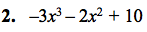 2. –3x³ – 2x² + 10